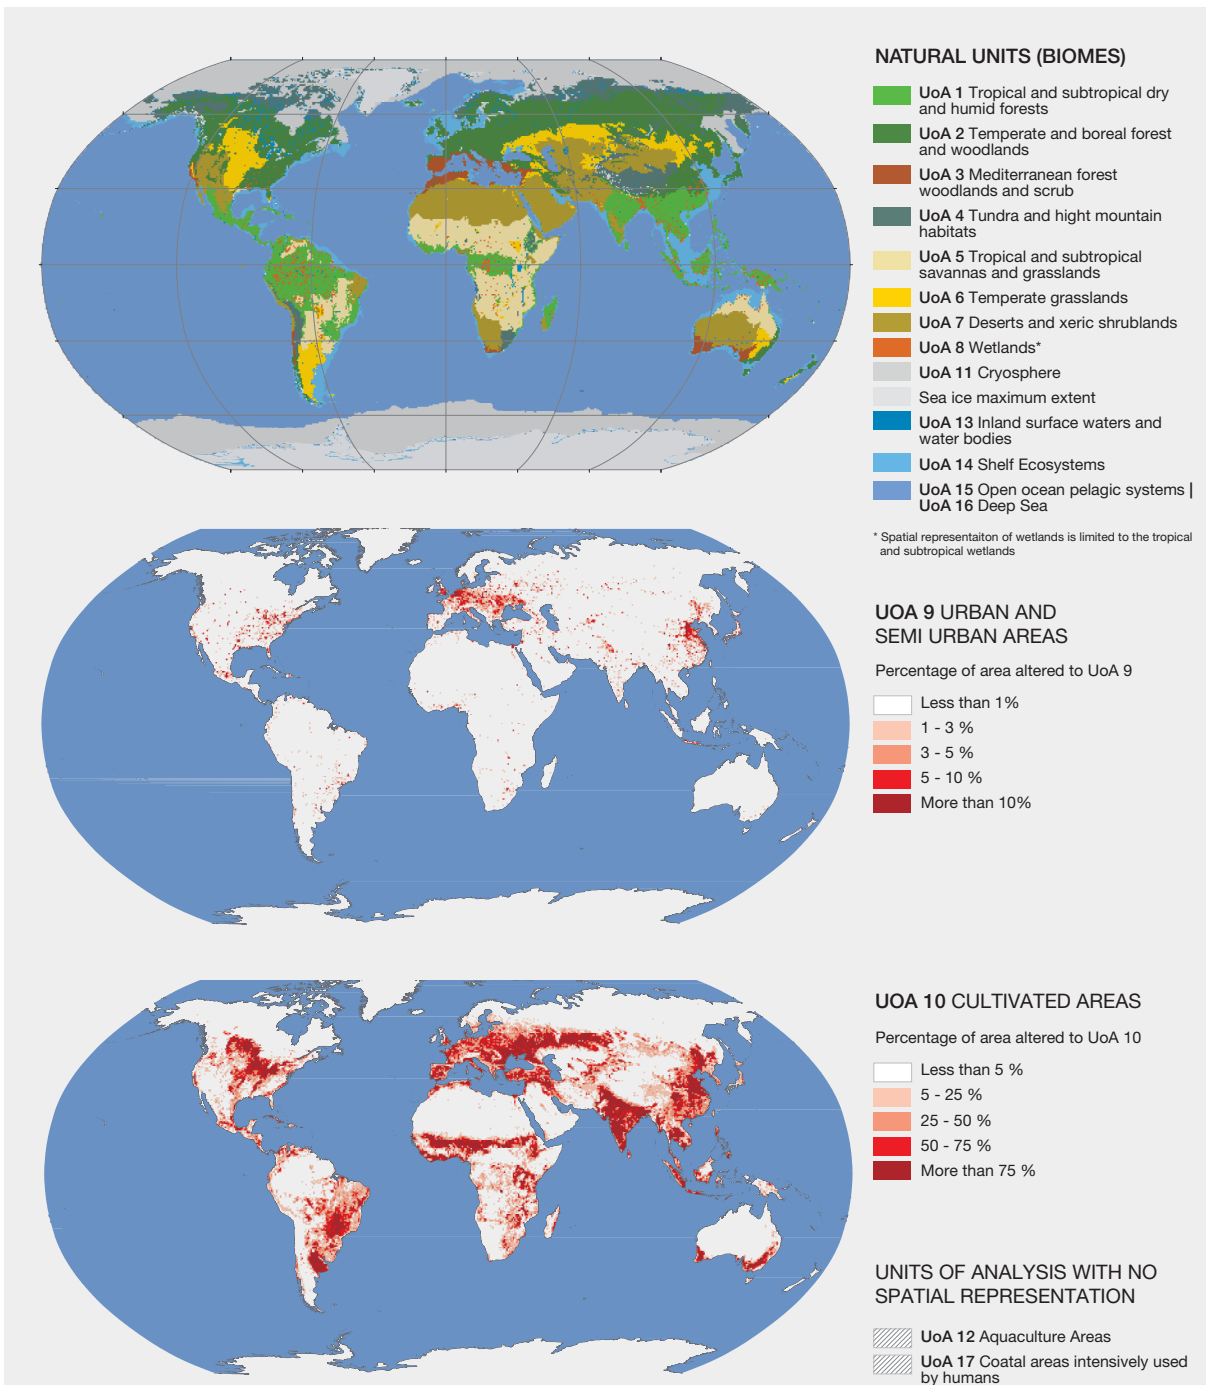 NATURAL UNITS (BIOMES)
UoA 1 Tropical and subtropical dry
and humid forests
UoA 2 Temperate and boreal forest
and woodlands
UoA 3 Mediterranean forest
woodlands and scrub
UoA 4 Tundra and hight mountain
habitats
UoA 5 Tropical and subtropical
savannas and grasslands
UoA 6 Temperate grasslands
UoA 7 Deserts and xeric shrublands
UoA 8 Wetlands*
UoA 11 Cryosphere
Sea ice maximum extent
UoA 13 Inland surface waters and
water bodies
UoA 14 Shelf Ecosystems
UoA 15 Open ocean pelagic systems |
UoA 16 Deep Sea
* Spatial representaiton of wetlands is limited to the tropical
and subtropical wetlands
UOA 9 URBAN AND
SEMI URBAN AREAS
Percentage of area altered to UoA 9
Less than 1%
1 - 3 %
3 - 5 %
5 - 10 %
More than 10%
UOA 10 CULTIVATED AREAS
Percentage of area altered to UoA 10
Less than 5 %
5 - 25 %
25 - 50 %
50 - 75 %
More than 75 %
UNITS OF ANALYSIS WITH NO
SPATIAL REPRESENTATION
UoA 12 Aquaculture Areas
UoA 17 Coatal areas intensively used
by humans